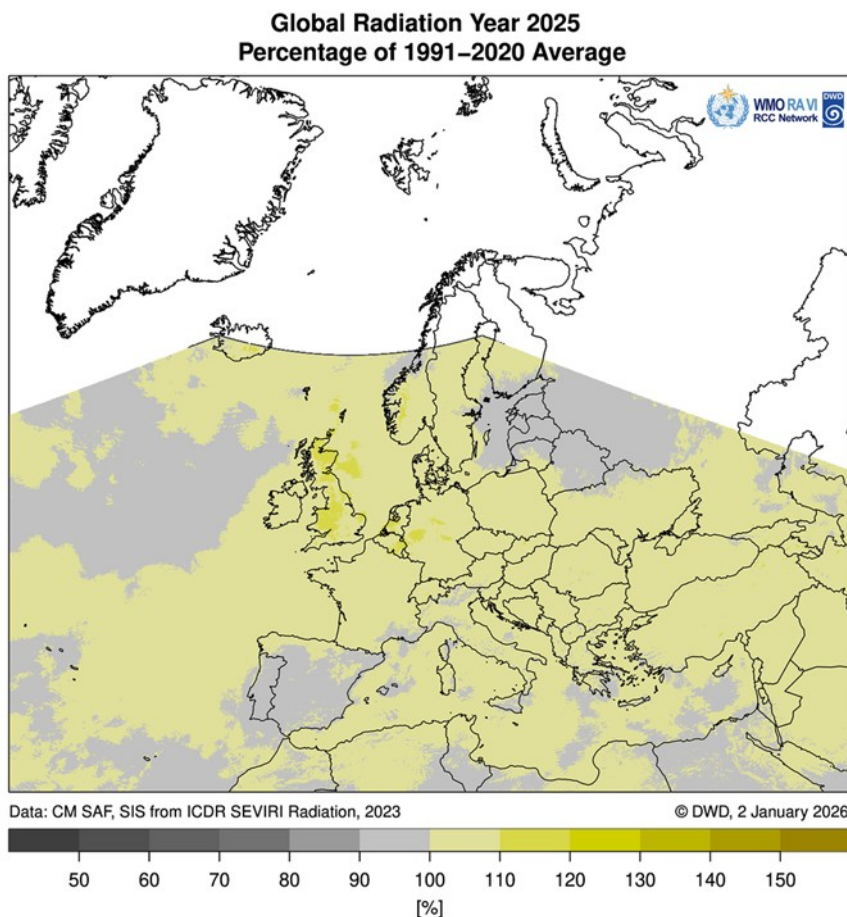 Global Radiation Year 2025
Percentage of 1991–2020 Average
WMO RA VI
RCC Network
DWD
Data: CM SAF, SIS from ICDR SEVIRI Radiation, 2023
© DWD, 2 January 2026
50 60 70 80 90 100 110 120 130 140 150
[%]